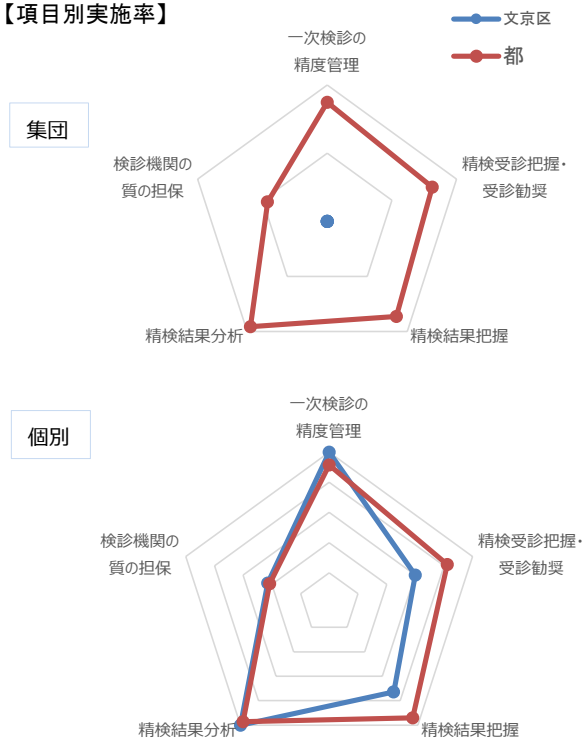 【項目別実施率】
文京区
都
集団
一次検診の
精度管理
精検受診把握・
受診勧奨
精検結果把握
精検結果分析
検診機関の
質の担保
個別
一次検診の
精度管理
精検受診把握・
受診勧奨
精検結果把握
精検結果分析
検診機関の
質の担保